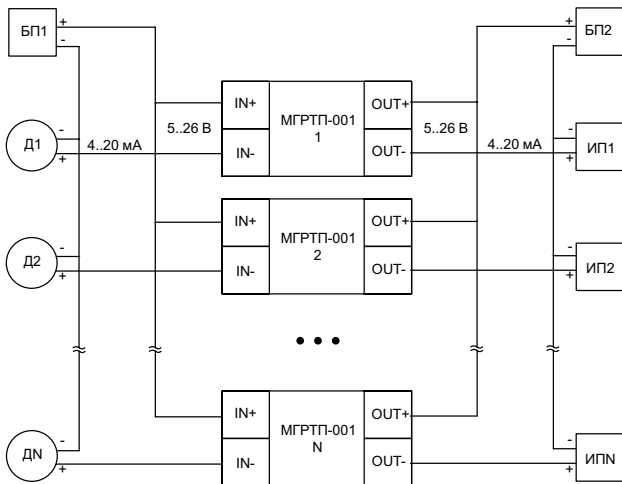 БП1 + - + - БП2
IN+ МГРТП-001 1 OUT+
5..26 В 5..26 В
Д1 - + 4..20 мА IN- OUT- 4..20 мА - + ИП1
IN+ МГРТП-001 2 OUT+
Д2 - + IN- OUT- - + ИП2
• • •
IN+ МГРТП-001 N OUT+
ДN - + IN- OUT- - + ИПN